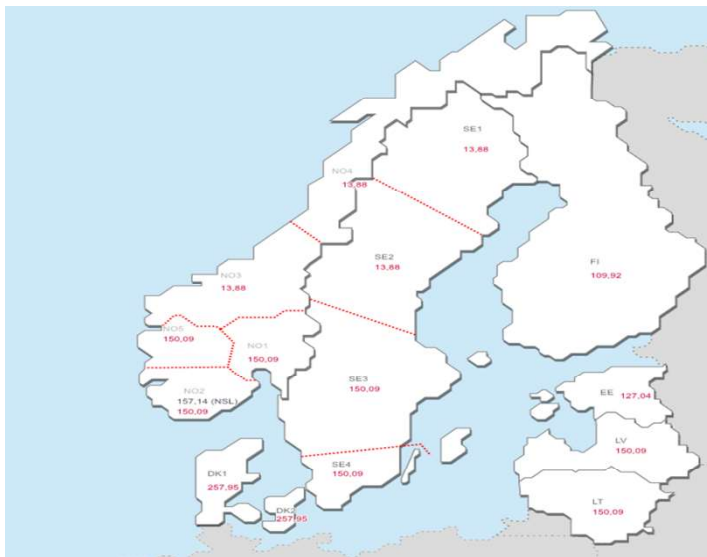 SE1
13,88
NO4
13,88
SE2
13,88
FI
109,92
NO3
13,88
NO5
150,09
NO1
150,09
SE3
150,09
NO2
157,14 (NSL)
150,09
EE 127,04
LV
150,09
SE4
150,09
DK1
257,95
LT
150,09
DK2
257,95